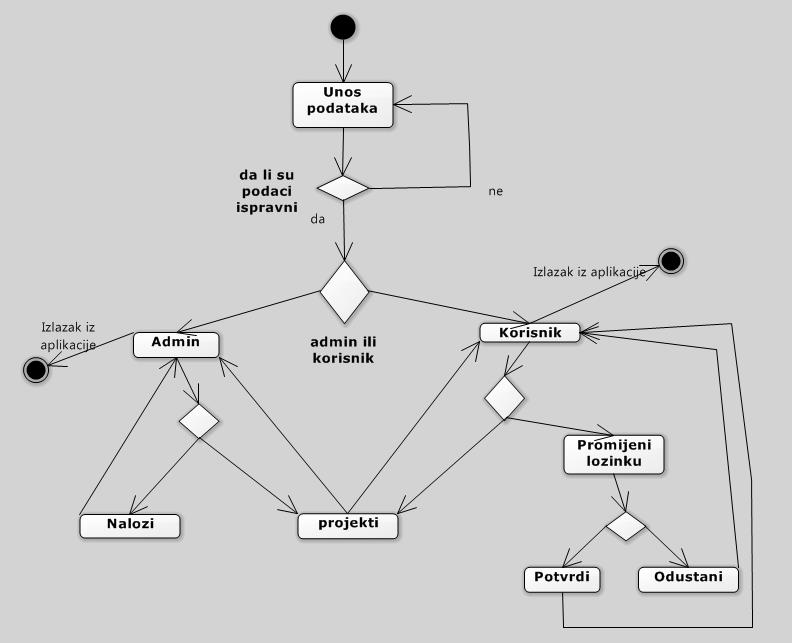 Unos
podataka
da li su
podaci
ispravni
ne
da
Izlazak iz aplikacije
Izlazak iz
aplikacije
Admin
admin ili
korisnik
Korisnik
Promijeni
lozinku
Nalozi
projekti
Potvrdi
Odustani